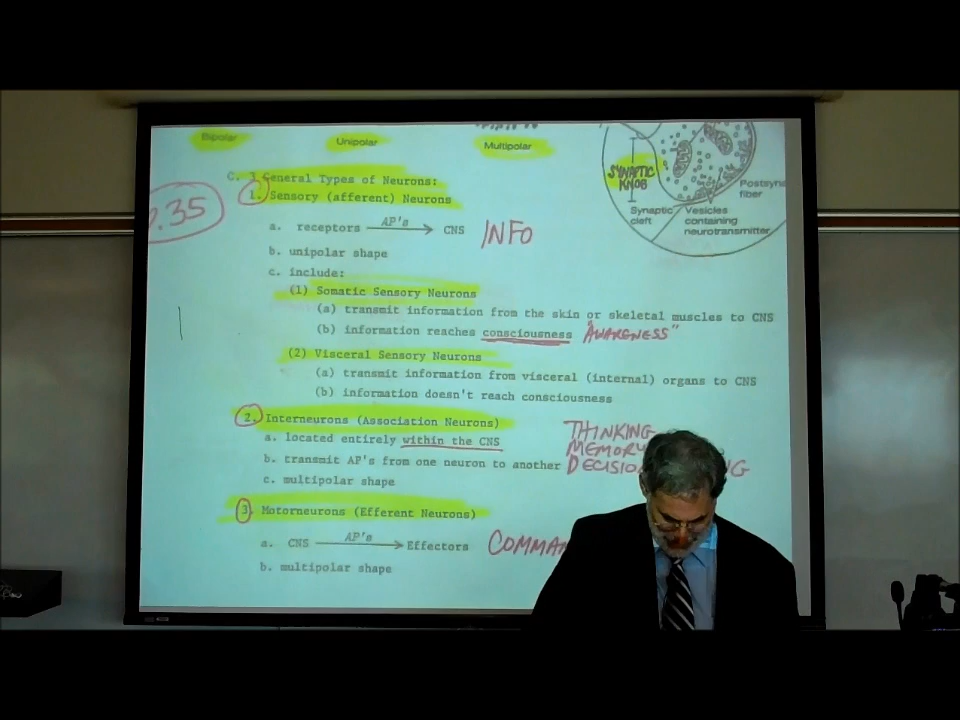 Bipolar
Unipolar
Multipolar
SYNAPTIC
KNOB
Synaptic
cleft
Vesicles
containing
neurotransmitter
fiber
C. 3 General Types of Neurons:
1. Sensory (afferent) Neurons
.35
a. receptors AP's CNS INFO
b. unipolar shape
c. include:
(1) Somatic Sensory Neurons
(a) transmit information from the skin or skeletal muscles to CNS
(b) information reaches consciousness "AWARENESS"
(2) Visceral Sensory Neurons
(a) transmit information from visceral (internal) organs to CNS
(b) information doesn't reach consciousness
2. Interneurons (Association Neurons)
a. located entirely within the CNS
THINKING
b. transmit AP's from one neuron to another
c. multipolar shape
3. Motorneurons (Efferent Neurons)
a. CNS AP's Effectors
b. multipolar shape